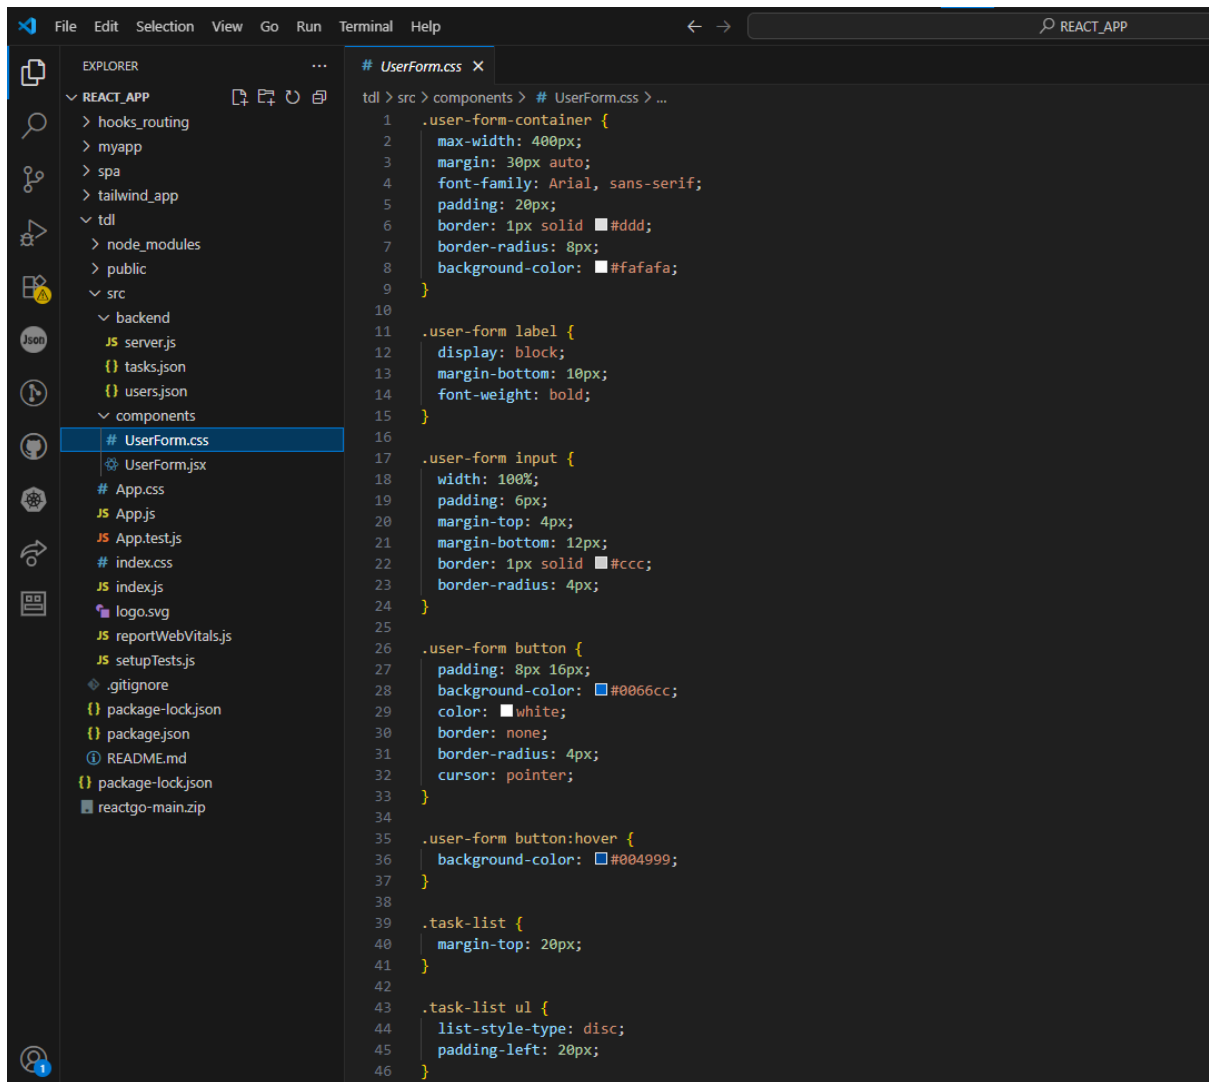 File Edit Selection View Go Run Terminal Help
REACT_APP
EXPLORER ...
REACT_APP
hooks_routing
myapp
spa
tailwind_app
tdl
node_modules
public
src
backend
JS server.js
{} tasks.json
{} users.json
components
# UserForm.css
UserForm.jsx
# App.css
JS App.js
JS App.test.js
# index.css
JS index.js
logo.svg
JS reportWebVitals.js
JS setupTests.js
.gitignore
{} package-lock.json
{} package.json
README.md
{} package-lock.json
reactgo-main.zip
Json
1
# UserForm.css
tdl > src > components > # UserForm.css > ...
1 .user-form-container {
2 max-width: 400px;
3 margin: 30px auto;
4 font-family: Arial, sans-serif;
5 padding: 20px;
6 border: 1px solid #ddd;
7 border-radius: 8px;
8 background-color: #fafafa;
9 }
10
11 .user-form label {
12 display: block;
13 margin-bottom: 10px;
14 font-weight: bold;
15 }
16
17 .user-form input {
18 width: 100%;
19 padding: 6px;
20 margin-top: 4px;
21 margin-bottom: 12px;
22 border: 1px solid #ccc;
23 border-radius: 4px;
24 }
25
26 .user-form button {
27 padding: 8px 16px;
28 background-color: #0066cc;
29 color: white;
30 border: none;
31 border-radius: 4px;
32 cursor: pointer;
33 }
34
35 .user-form button:hover {
36 background-color: #004999;
37 }
38
39 .task-list {
40 margin-top: 20px;
41 }
42
43 .task-list ul {
44 list-style-type: disc;
45 padding-left: 20px;
46 }